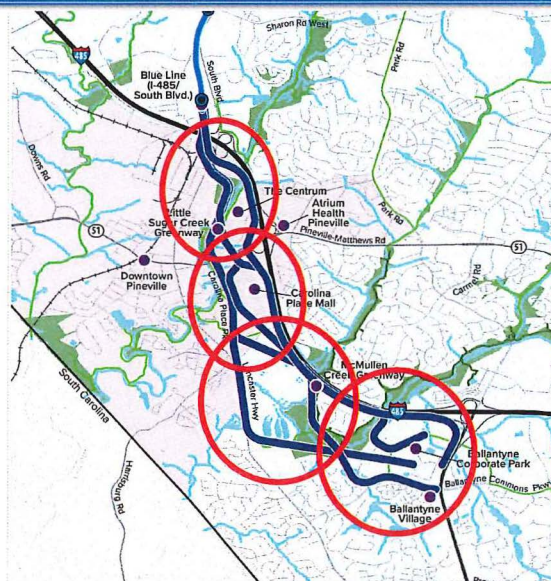 Sharon Rd West
485
Blue Line
(I-485/
South Blvd.)
South Blvd
Park Rd
Downs Rd
The Centrum
Atrium
Health
Pineville
Little
Sugar Creek
Greenway
Park Rd
51
Pineville-Matthews Rd
51
Downtown
Pineville
Carolina Place Pk
Carolina
Place Mall
Carmel Rd
McMullen
Creek Greenway
South Carolina
Lancaster Hwy
485
Harrisburg Rd
Ballantyne
Corporate Park
Ballantyne Commons Pkwy
Ballantyne
Village